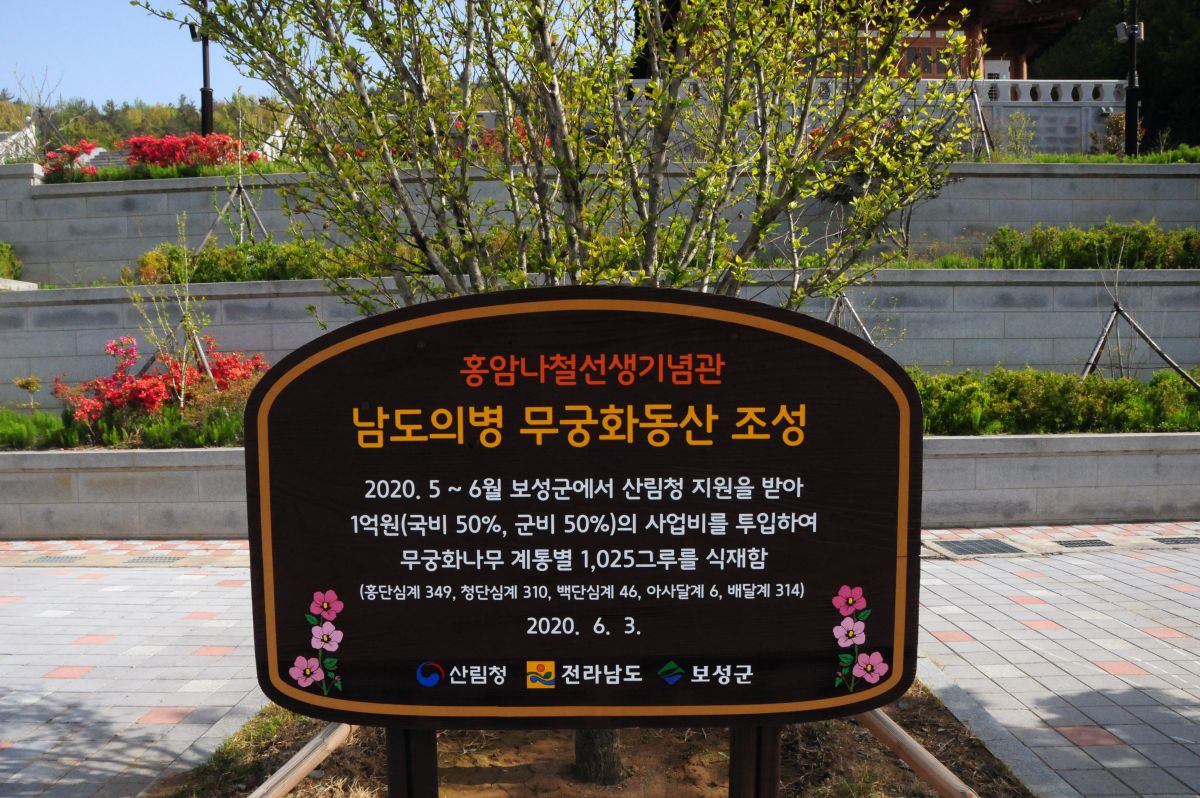 홍암나철선생기념관
남도의병 무궁화동산 조성
2020. 5 ~ 6월 보성군에서 산림청 지원을 받아
1억원(국비 50%, 군비 50%)의 사업비를 투입하여
무궁화나무 계통별 1,025그루를 식재함
(홍단심계 349, 청단심계 310, 백단심계 46, 아사달계 6, 배달계 314)
2020. 6. 3.
산림청 전라남도 보성군